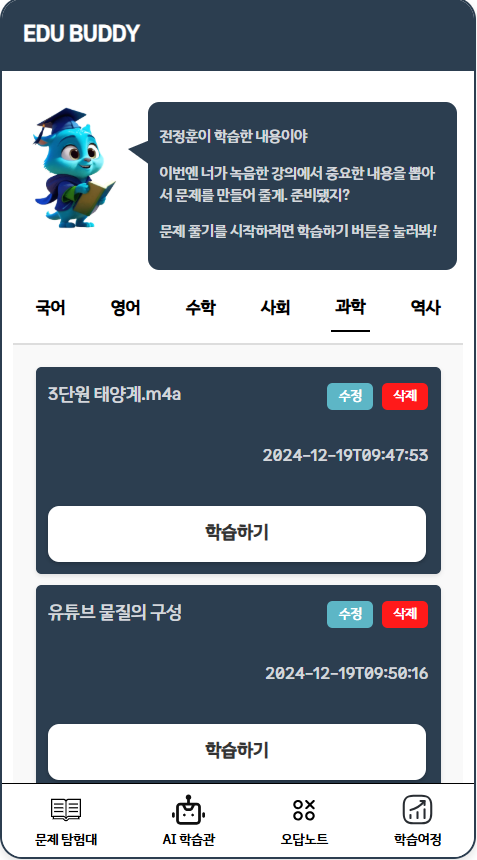 EDU BUDDY
전정훈이 학습한 내용이야
이번엔 너가 녹음한 강의에서 중요한 내용을 뽑아
서 문제를 만들어 줄게. 준비됐지?
문제 풀기를 시작하려면 학습하기 버튼을 눌러봐!
국어 영어 수학 사회 과학 역사
3단원 태양계.m4a 수정 삭제
2024-12-19T09:47:53
학습하기
유튜브 물질의 구성 수정 삭제
2024-12-19T09:50:16
학습하기
문제 탐험대 AI 학습관 오답노트 학습여정